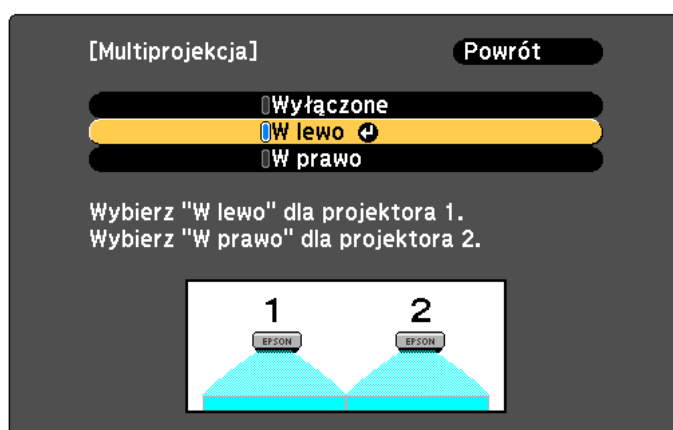 [Multiprojekcja] Powrót
Wyłączone
W lewo
W prawo
Wybierz "W lewo" dla projektora 1.
Wybierz "W prawo" dla projektora 2.
1 2
EPSON EPSON